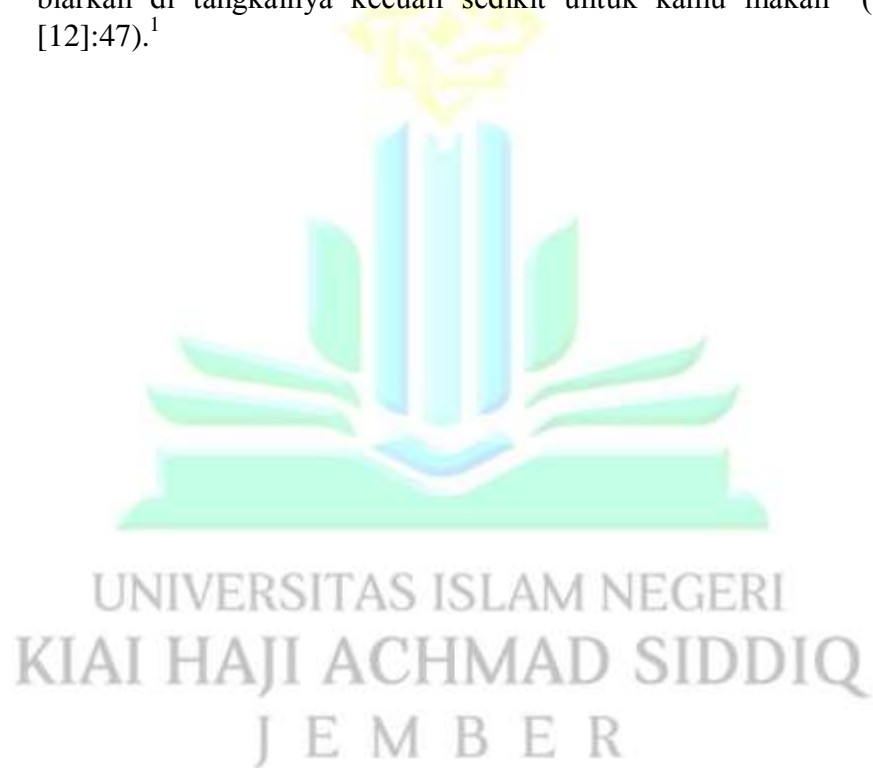 biarkan di tangkainya kecuali sedikit untuk kamu makan (
[12]:47).¹
UNIVERSITAS ISLAM NEGERI
KIAI HAJI ACHMAD SIDDIQ
J E M B E R